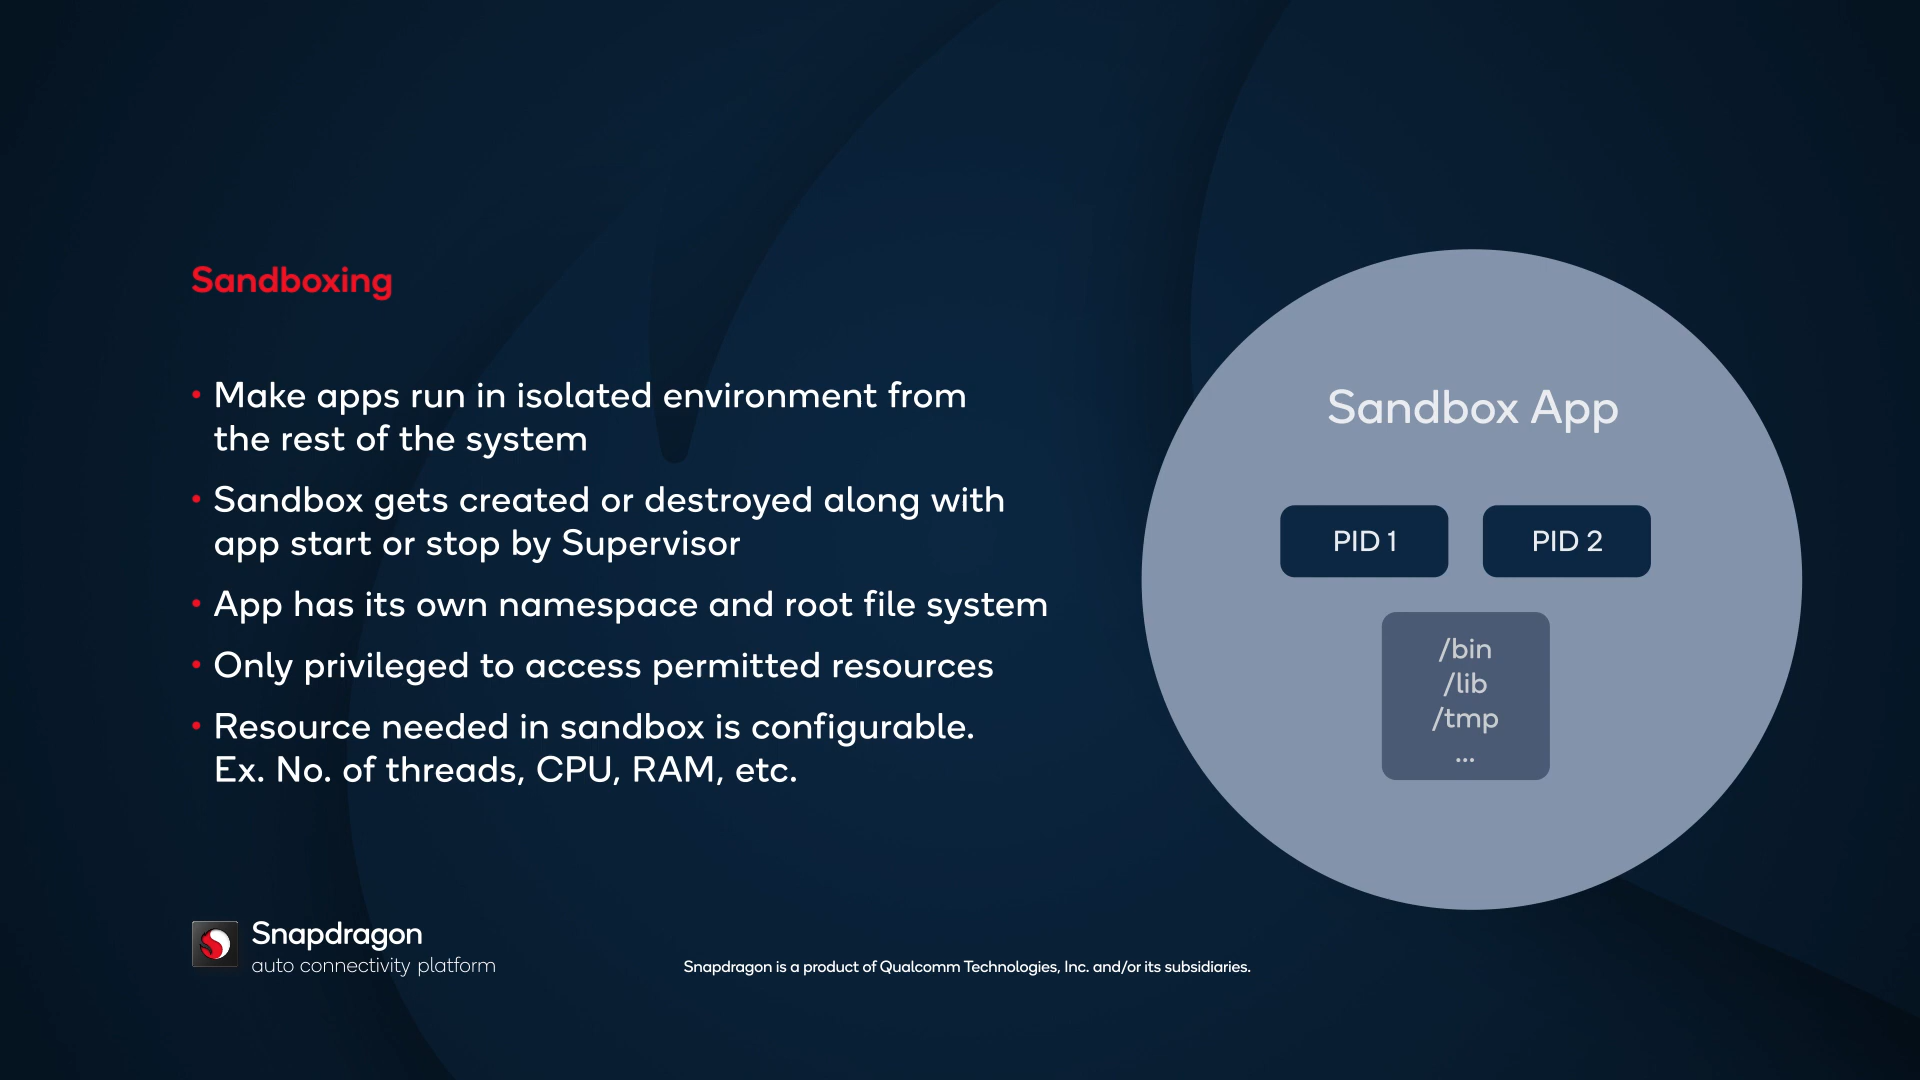 Sandboxing
• Make apps run in isolated environment from
the rest of the system
• Sandbox gets created or destroyed along with
app start or stop by Supervisor
• App has its own namespace and root file system
• Only privileged to access permitted resources
• Resource needed in sandbox is configurable.
Ex. No. of threads, CPU, RAM, etc.
Sandbox App
PID 1
PID 2
/bin
/lib
/tmp
...
Snapdragon
auto connectivity platform
Snapdragon is a product of Qualcomm Technologies, Inc. and/or its subsidiaries.